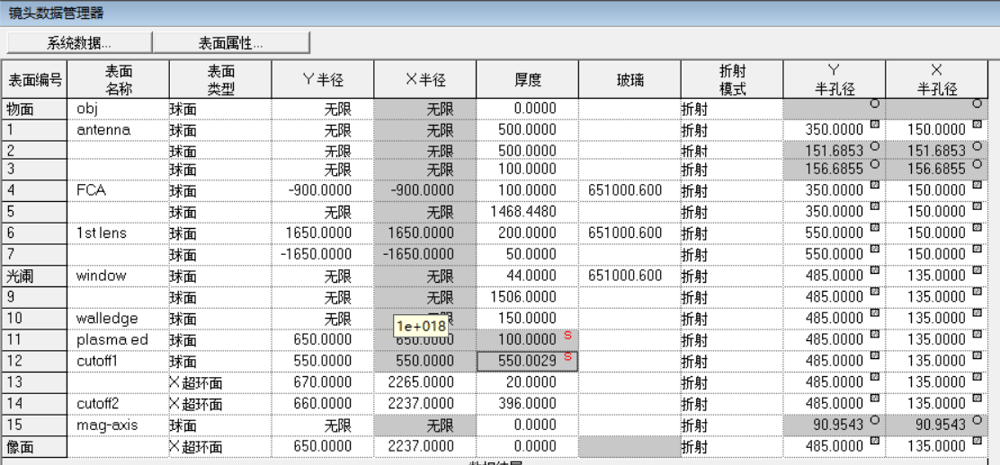 镜头数据管理器
系统数据... 表面属性...
表面编号 表面名称 表面类型 Y半径 X半径 厚度 玻璃 折射模式 Y半孔径 X半孔径
物面 obj 球面 无限 无限 0.0000 折射 O O
1 antenna 球面 无限 无限 500.0000 折射 350.0000 150.0000
2 球面 无限 无限 500.0000 折射 151.6853 O 151.6853 O
3 球面 无限 无限 100.0000 折射 156.6855 O 156.6855 O
4 FCA 球面 -900.0000 -900.0000 100.0000 651000.600 折射 350.0000 150.0000
5 球面 无限 无限 1468.4480 折射 350.0000 150.0000
6 1st lens 球面 1650.0000 1650.0000 200.0000 651000.600 折射 550.0000 150.0000
7 球面 -1650.0000 -1650.0000 50.0000 折射 550.0000 150.0000
光阑 window 球面 无限 无限 44.0000 651000.600 折射 485.0000 135.0000
9 球面 无限 无限 1506.0000 折射 485.0000 135.0000
10 walledge 球面 无限 150.0000 折射 485.0000 135.0000
1e+018
11 plasma ed 球面 650.0000 650.0000 100.0000 S 折射 485.0000 135.0000
12 cutoff1 球面 550.0000 550.0000 550.0029 S 折射 485.0000 135.0000
13 X超环面 670.0000 2265.0000 20.0000 折射 485.0000 135.0000
14 cutoff2 X超环面 660.0000 2237.0000 396.0000 折射 485.0000 135.0000
15 mag-axis 球面 无限 无限 0.0000 折射 90.9543 O 90.9543 O
像面 X超环面 650.0000 2237.0000 0.0000 折射 485.0000 135.0000